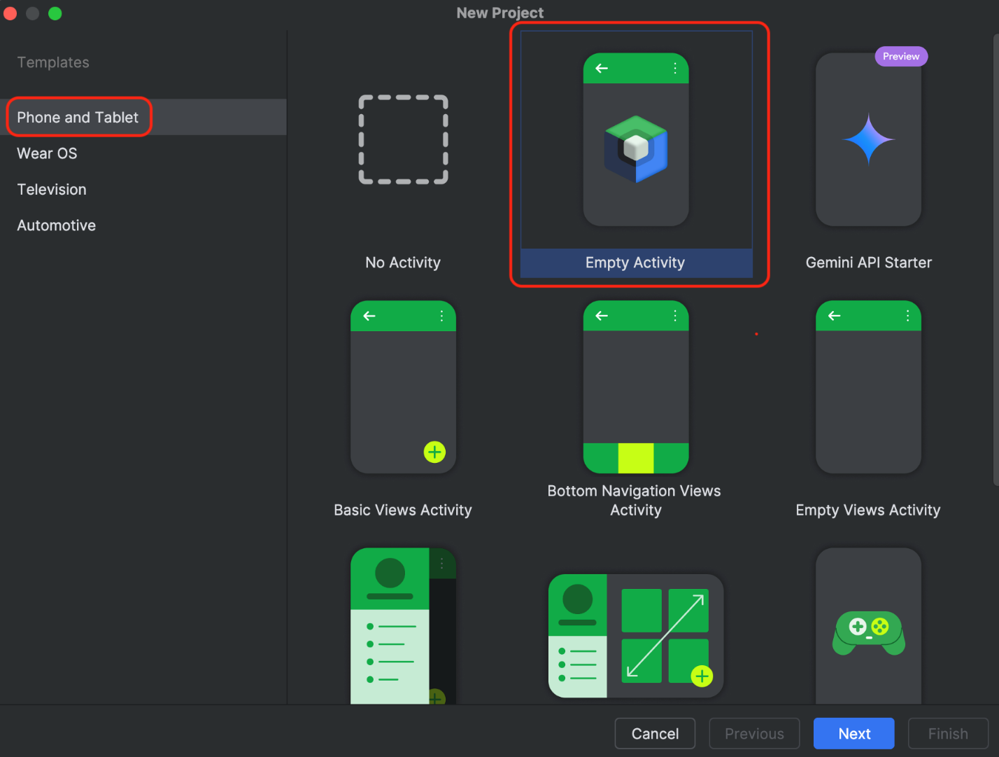 New Project
Templates
Phone and Tablet
Wear OS
Television
Automotive
No Activity
Empty Activity
Preview
Gemini API Starter
Basic Views Activity
Bottom Navigation Views
Activity
Empty Views Activity
Cancel
Previous
Next
Finish